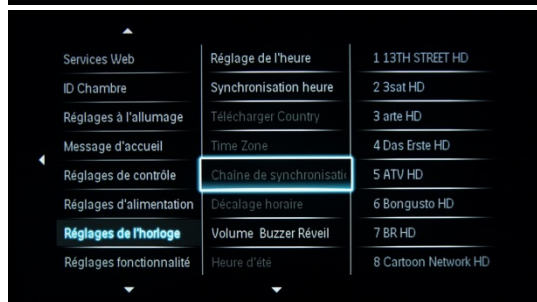 Services Web
ID Chambre
Réglages à l'allumage
Message d'accueil
Réglages de contrôle
Réglages d'alimentation
Réglages de l'horloge
Réglages fonctionnalité
Réglage de l'heure
Synchronisation heure
Télécharger Country
Time Zone
Chaîne de synchronisatio
Décalage horaire
Volume Buzzer Réveil
Heure d'été
1 13TH STREET HD
2 3sat HD
3 arte HD
4 Das Erste HD
5 ATV HD
6 Bongusto HD
7 BR HD
8 Cartoon Network HD